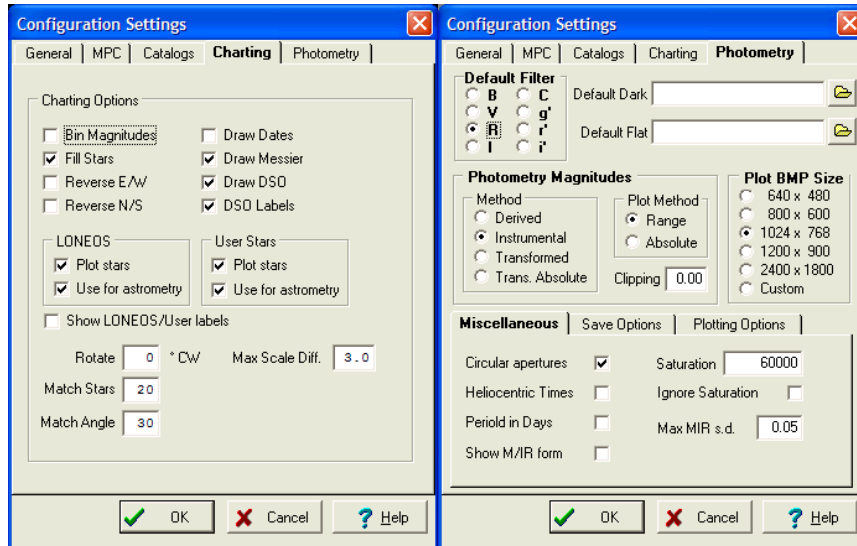 Configuration Settings
General MPC Catalogs Charting Photometry
Charting Options
Bin Magnitudes Draw Dates
Fill Stars Draw Messier
Reverse E/W Draw DSO
Reverse N/S DSO Labels
LONEOS User Stars
Plot stars Plot stars
Use for astrometry Use for astrometry
Show LONEOS/User labels
Rotate 0 ° CW Max Scale Diff. 3.0
Match Stars 20
Match Angle 30
OK Cancel Help
Configuration Settings
General MPC Catalogs Charting Photometry
Default Filter
B C Default Dark
V g'
R r' Default Flat
I i'
Photometry Magnitudes Plot BMP Size
Method Plot Method 640 x 480
Derived Range 800 x 600
Instrumental Absolute 1024 x 768
Transformed 1200 x 900
Trans. Absolute Clipping 0.00 2400 x 1800
Custom
Miscellaneous Save Options Plotting Options
Circular apertures Saturation 60000
Heliocentric Times Ignore Saturation
Periold in Days Max MIR s.d. 0.05
Show M/IR form
OK Cancel Help